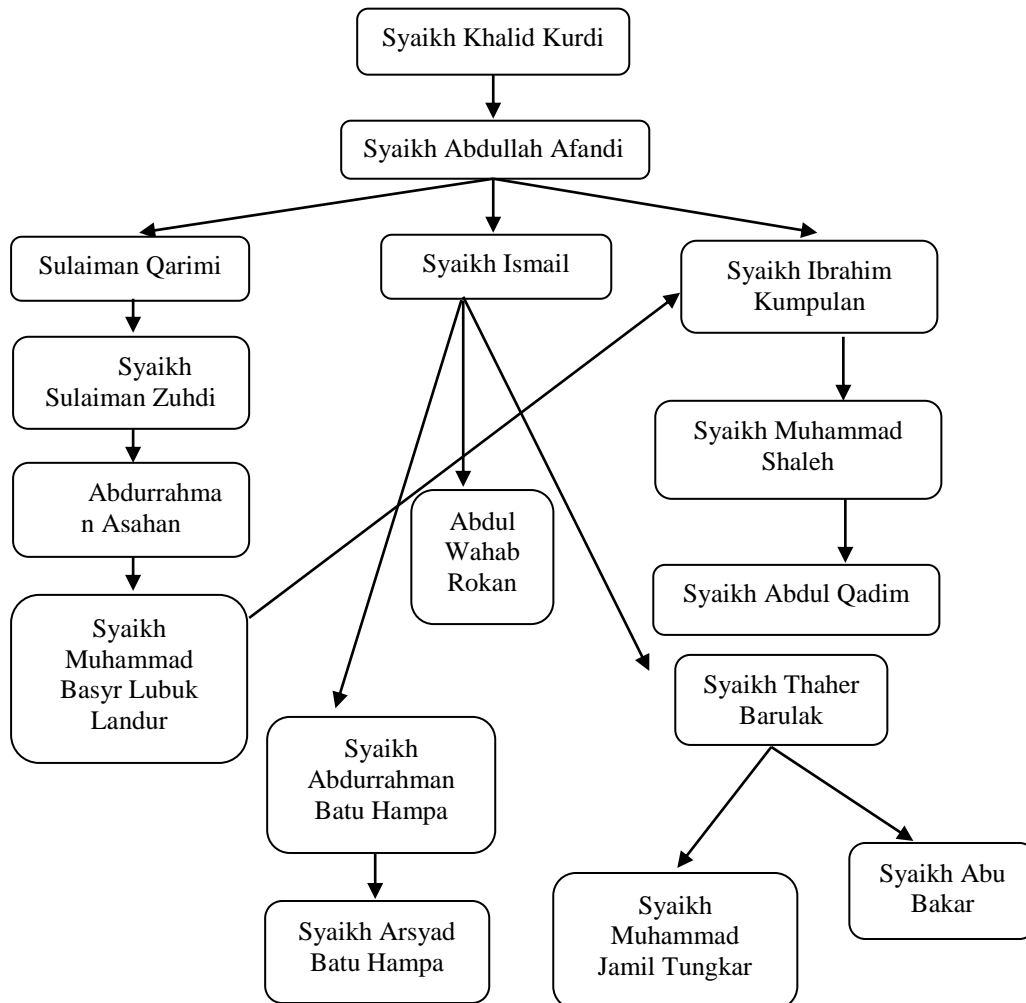 Syaikh Khalid Kurdi
Syaikh Abdullah Afandi
Sulaiman Qarimi
Syaikh Ismail
Syaikh Ibrahim
Kumpulan
Syaikh
Sulaiman Zuhdi
Syaikh Muhammad
Shaleh
Abdurrahma
n Asahan
Abdul
Wahab
Rokan
Syaikh Abdul Qadim
Syaikh
Muhammad
Basyr Lubuk
Landur
Syaikh Thaher
Barulak
Syaikh
Abdurrahman
Batu Hampa
Syaikh Abu
Bakar
Syaikh Arsyad
Batu Hampa
Syaikh
Muhammad
Jamil Tungkar